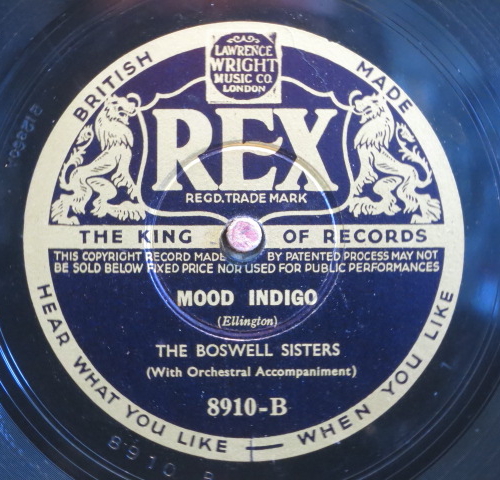 LAWRENCE
WRIGHT
MUSIC CO.
LONDON
BRITISH MADE
REX
REGD. TRADE MARK
THE KING OF RECORDS
THIS COPYRIGHT RECORD MADE BY PATENTED PROCESS MAY NOT
BE SOLD BELOW FIXED PRICE NOR USED FOR PUBLIC PERFORMANCES
MOOD INDIGO
(Ellington)
THE BOSWELL SISTERS
(With Orchestral Accompaniment)
8910-B
HEAR WHAT YOU LIKE — WHEN YOU LIKE
8910 B